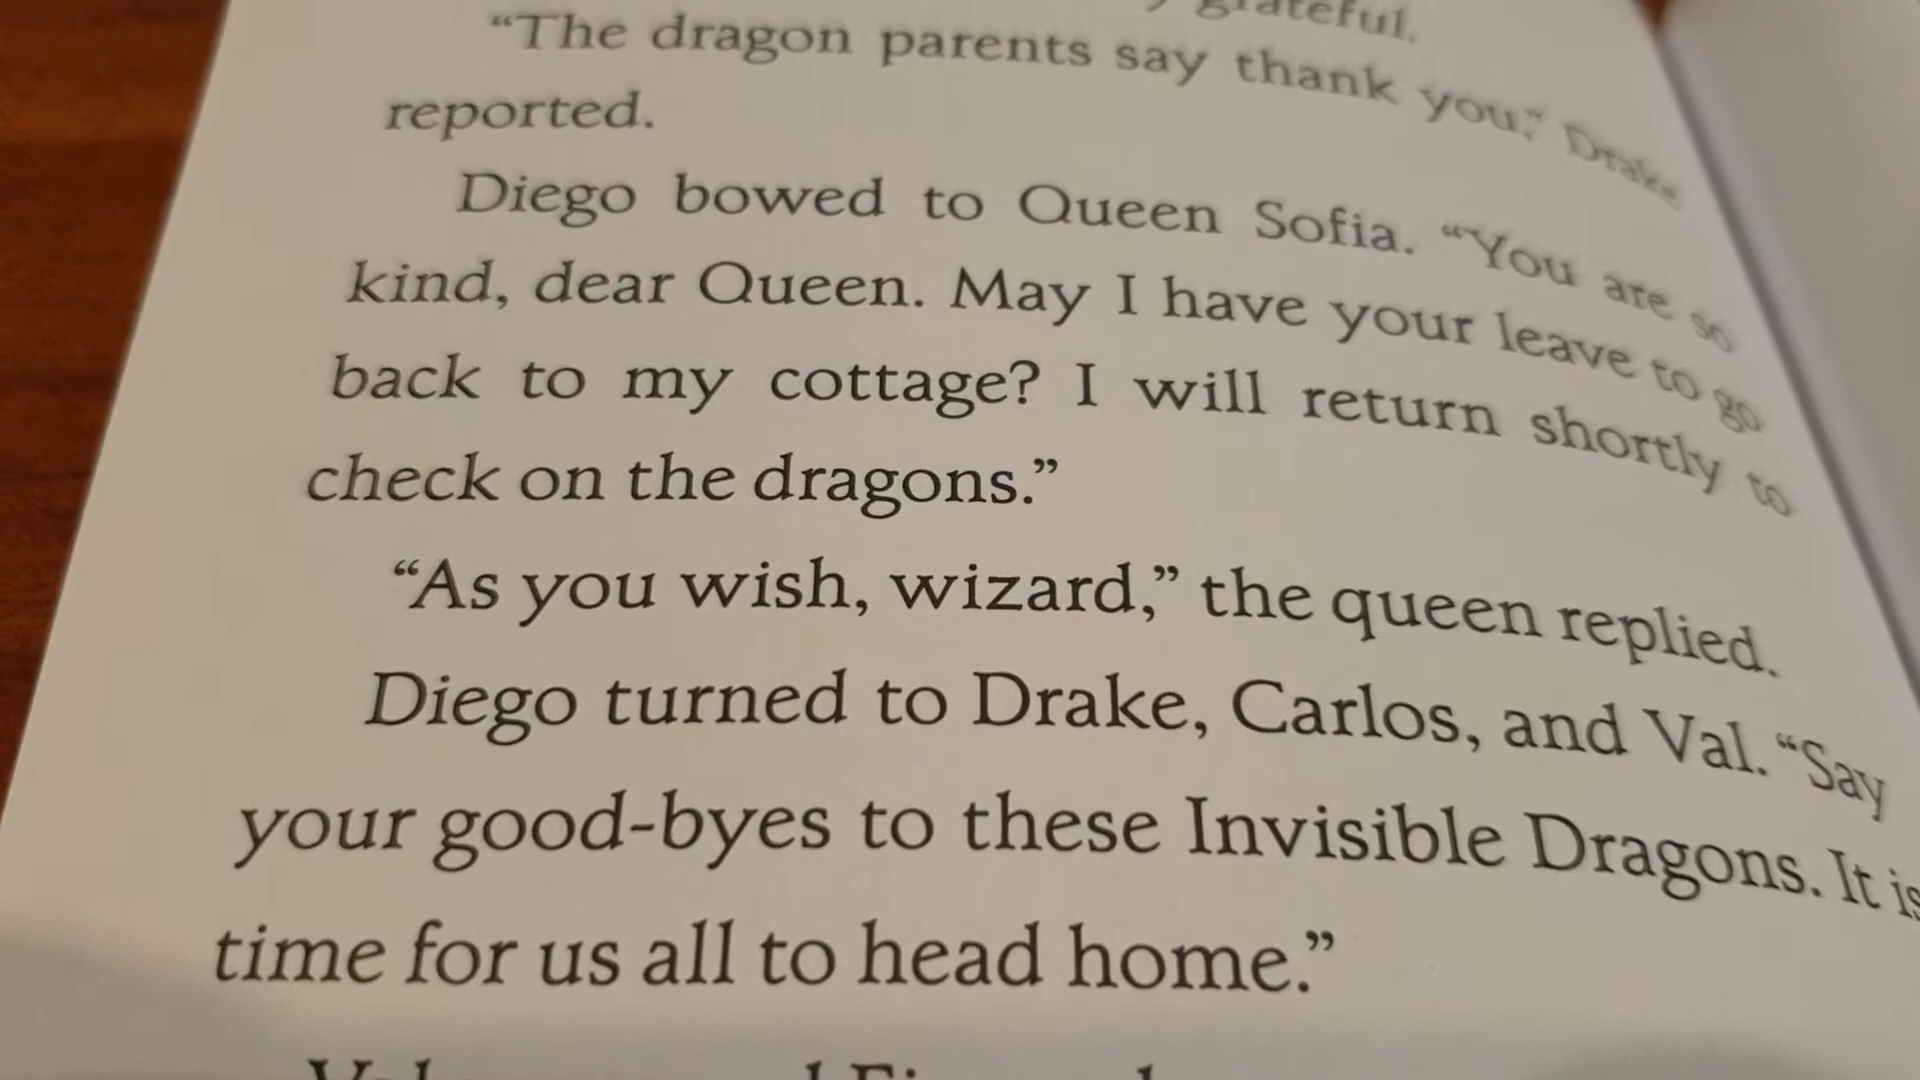 grateful.
“The dragon parents say thank you,” Drake
reported.
Diego bowed to Queen Sofia. “You are so
kind, dear Queen. May I have your leave to go
back to my cottage? I will return shortly to
check on the dragons.”
“As you wish, wizard,” the queen replied.
Diego turned to Drake, Carlos, and Val. “Say
your good-byes to these Invisible Dragons. It is
time for us all to head home.”